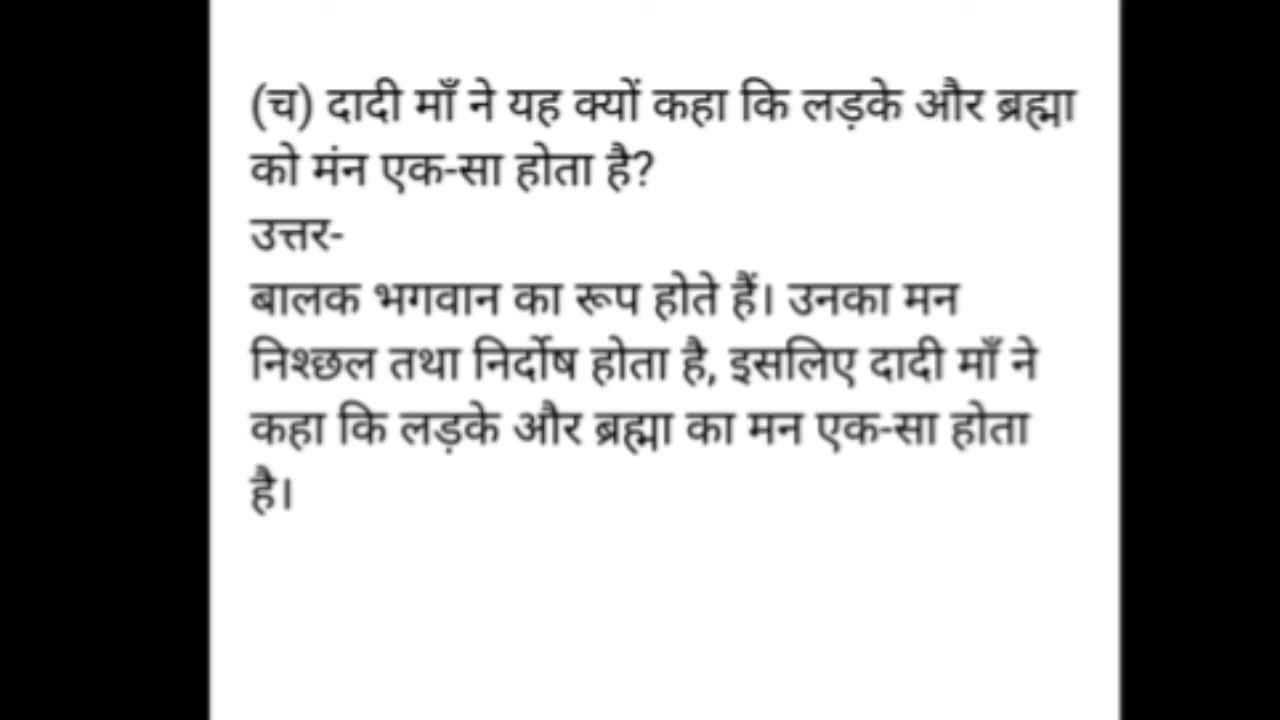 (च) दादी माँ ने यह क्यों कहा कि लड़के और ब्रह्मा
को मंन एक-सा होता है?
उत्तर-
बालक भगवान का रूप होते हैं। उनका मन
निश्छल तथा निर्दोष होता है, इसलिए दादी माँ ने
कहा कि लड़के और ब्रह्मा का मन एक-सा होता
है।